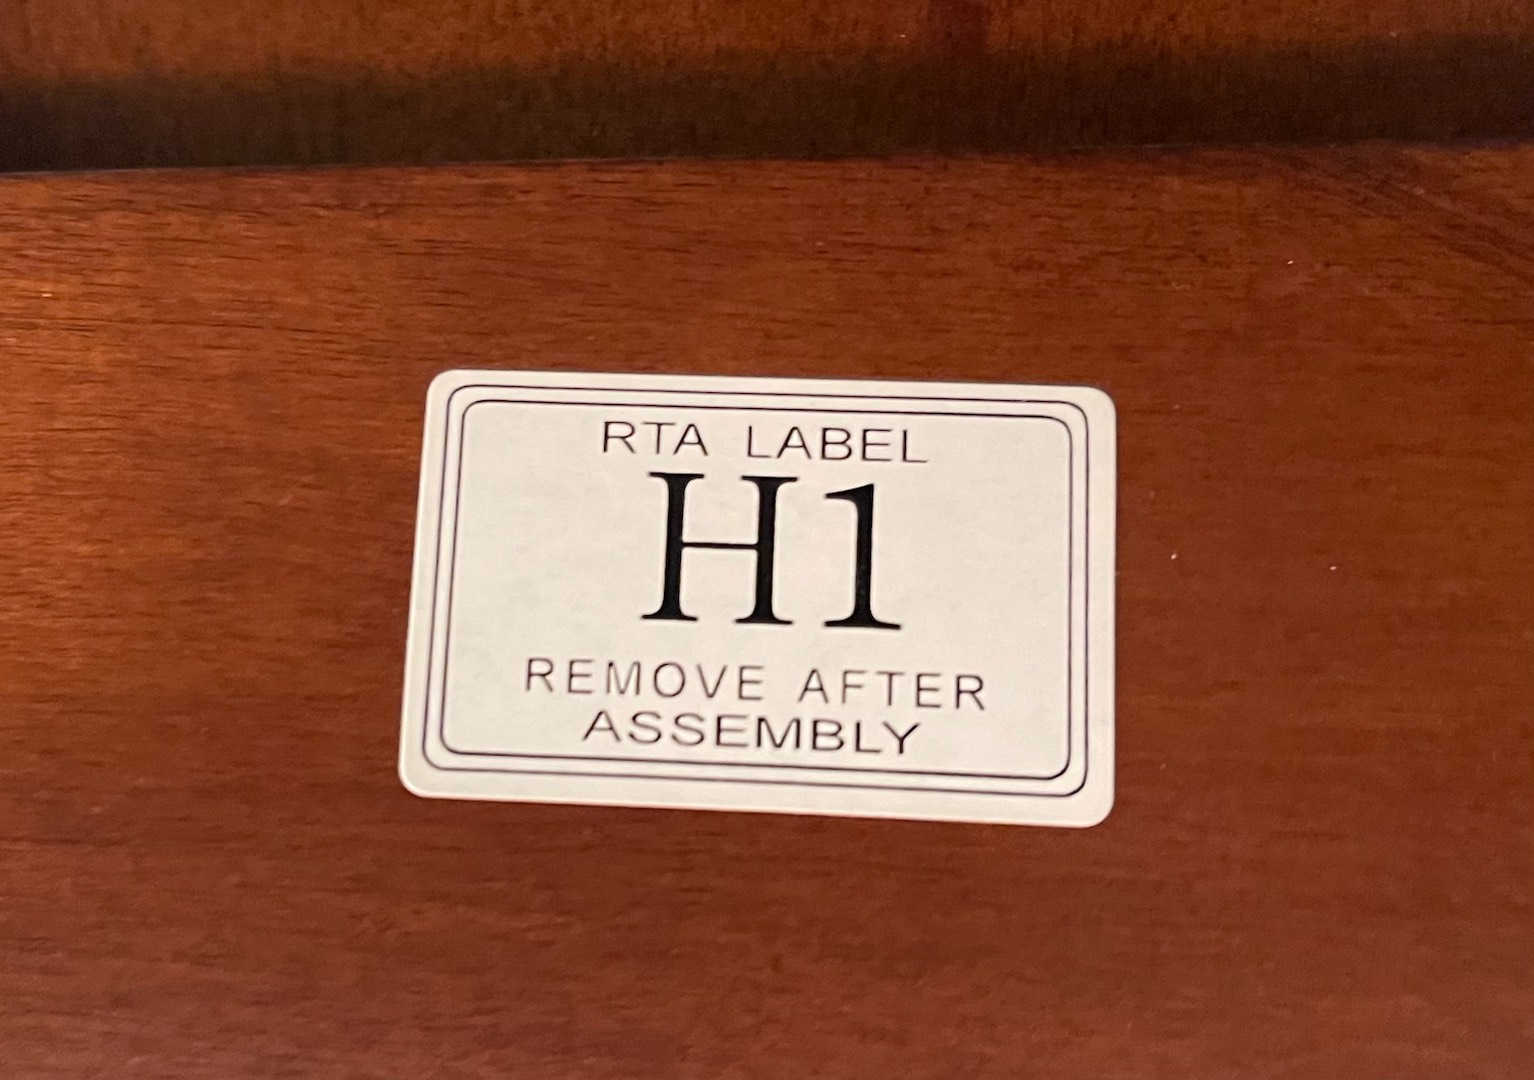 RTA LABEL
H1
REMOVE AFTER
ASSEMBLY